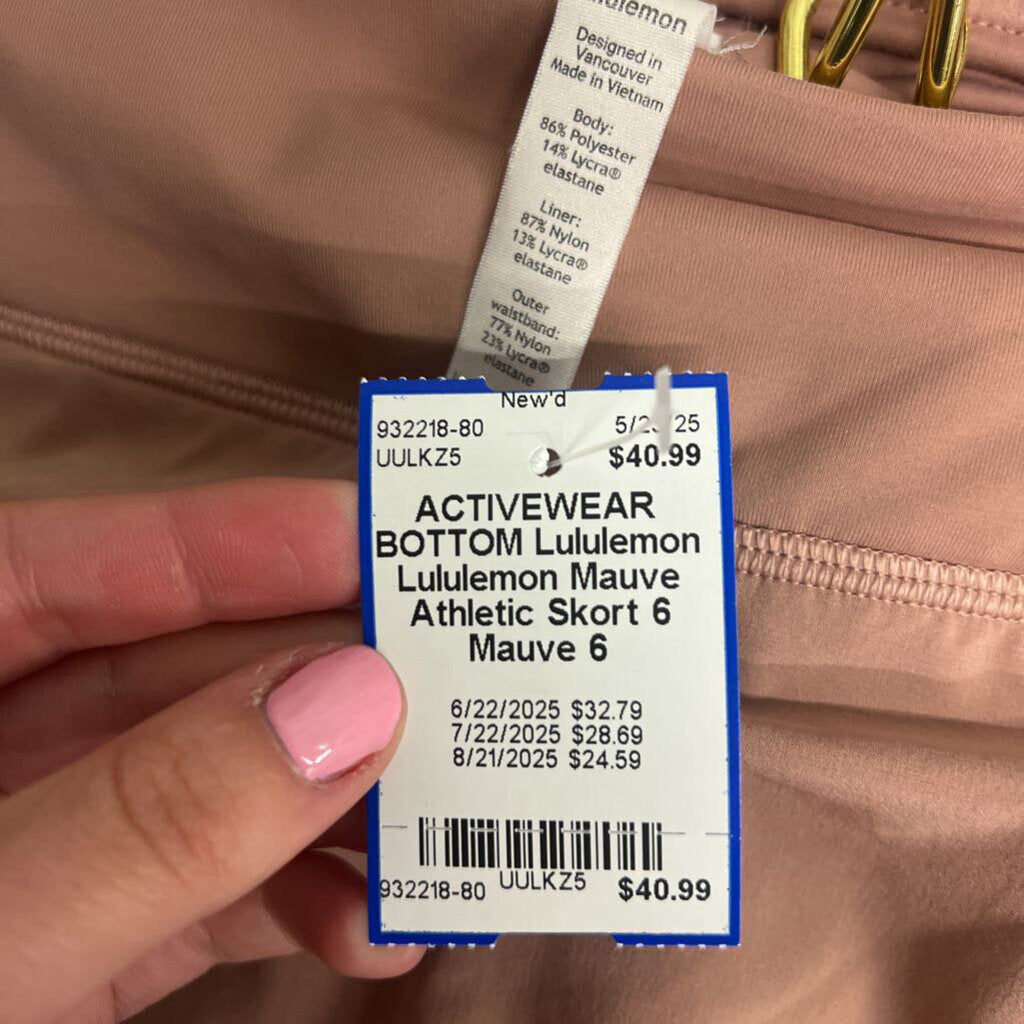 Designed in
Vancouver
Made in Vietnam
Body:
86% Polyester
14% Lycra®
elastane
Liner:
87% Nylon
13% Lycra®
elastane
Outer
waistband:
77% Nylon
23% Lycra®
elastane
New'd
932218-80
UULKZ5 $40.99
ACTIVEWEAR
BOTTOM Lululemon
Lululemon Mauve
Athletic Skort 6
Mauve 6
6/22/2025 $32.79
7/22/2025 $28.69
8/21/2025 $24.59
932218-80 UULKZ5 $40.99